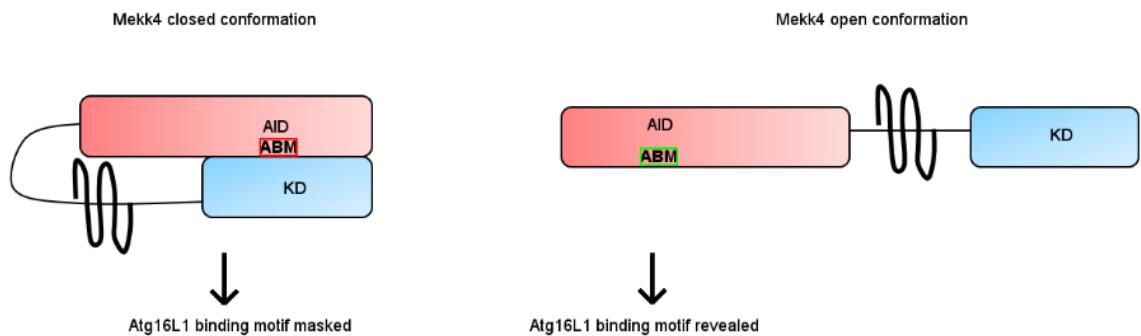 Mekk4 closed conformation
Mekk4 open conformation
AID
ABM
KD
AID
ABM
KD
Atg16L1 binding motif masked
Atg16L1 binding motif revealed